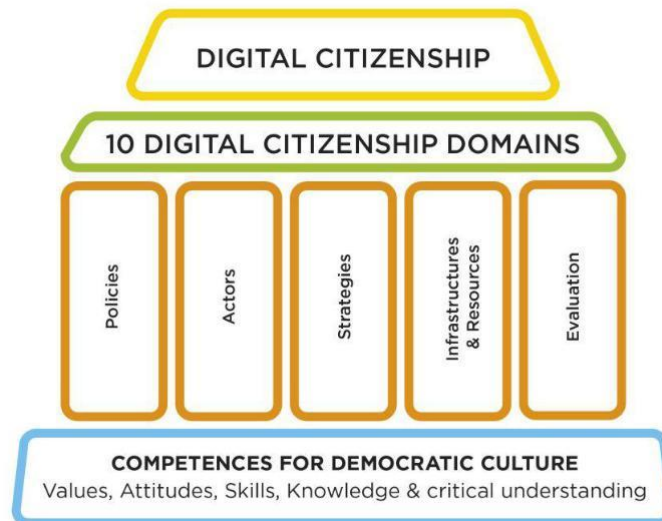 DIGITAL CITIZENSHIP
10 DIGITAL CITIZENSHIP DOMAINS
Policies
Actors
Strategies
Infrastructures
& Resources
Evaluation
COMPETENCES FOR DEMOCRATIC CULTURE
Values, Attitudes, Skills, Knowledge & critical understanding